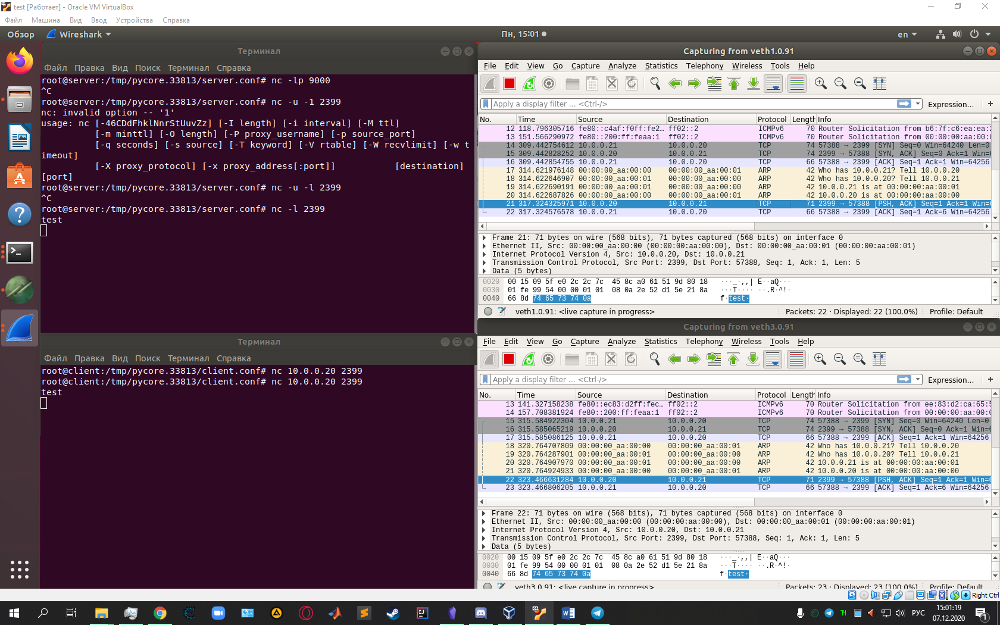 test [Работает] - Oracle VM VirtualBox
Файл Машина Вид Ввод Устройства Справка
Обзор Wireshark Пн, 15:01 en
Терминал
Файл Правка Вид Поиск Терминал Справка
root@server:/tmp/pycore.33813/server.conf# nc -lp 9000
^C
root@server:/tmp/pycore.33813/server.conf# nc -u -1 2399
nc: invalid option -- '1'
usage: nc [-46CDdFhklNnrStUuvZz] [-I length] [-i interval] [-M ttl]
[-m minttl] [-O length] [-P proxy_username] [-p source_port]
[-q seconds] [-s source] [-T keyword] [-V rtable] [-W recvlimit] [-w t
imeout]
[-X proxy_protocol] [-x proxy_address[:port]] [destination]
[port]
root@server:/tmp/pycore.33813/server.conf# nc -u -l 2399
^C
root@server:/tmp/pycore.33813/server.conf# nc -l 2399
test
Терминал
Файл Правка Вид Поиск Терминал Справка
root@client:/tmp/pycore.33813/client.conf# nc 10.0.0.20 2399
root@client:/tmp/pycore.33813/client.conf# nc 10.0.0.20 2399
test
Capturing from veth1.0.91
File Edit View Go Capture Analyze Statistics Telephony Wireless Tools Help
Apply a display filter ... <Ctrl-/> Expression... +
No. Time Source Destination Protocol Length Info
12 118.796305716 fe80::c4af:f0ff:fe2... ff02::2 ICMPv6 70 Router Solicitation from b6:7f:c6:ea:ea:2
13 151.566290972 fe80::200:ff:feaa:1 ff02::2 ICMPv6 70 Router Solicitation from 00:00:00:aa:00:0
14 309.442754612 10.0.0.21 10.0.0.20 TCP 74 57388 → 2399 [SYN] Seq=0 Win=64240 Len=0
15 309.442828252 10.0.0.20 10.0.0.21 TCP 74 2399 → 57388 [SYN, ACK] Seq=0 Ack=1 Win=6
16 309.442854755 10.0.0.21 10.0.0.20 TCP 66 57388 → 2399 [ACK] Seq=1 Ack=1 Win=64256
17 314.621976148 00:00:00_aa:00:00 00:00:00_aa:00:01 ARP 42 Who has 10.0.0.21? Tell 10.0.0.20
18 314.622646907 00:00:00_aa:00:01 00:00:00_aa:00:00 ARP 42 Who has 10.0.0.20? Tell 10.0.0.21
19 314.622690191 00:00:00_aa:00:01 00:00:00_aa:00:00 ARP 42 10.0.0.21 is at 00:00:00:aa:00:01
20 314.622687826 00:00:00_aa:00:00 00:00:00_aa:00:01 ARP 42 10.0.0.20 is at 00:00:00:aa:00:00
21 317.324325971 10.0.0.20 10.0.0.21 TCP 71 2399 → 57388 [PSH, ACK] Seq=1 Ack=1 Win=6
22 317.324576578 10.0.0.21 10.0.0.20 TCP 66 57388 → 2399 [ACK] Seq=1 Ack=6 Win=64256
Frame 21: 71 bytes on wire (568 bits), 71 bytes captured (568 bits) on interface 0
Ethernet II, Src: 00:00:00_aa:00:00 (00:00:00:aa:00:00), Dst: 00:00:00_aa:00:01 (00:00:00:aa:00:01)
Internet Protocol Version 4, Src: 10.0.0.20, Dst: 10.0.0.21
Transmission Control Protocol, Src Port: 2399, Dst Port: 57388, Seq: 1, Ack: 1, Len: 5
Data (5 bytes)
0020 00 15 09 5f e0 2c 2c 7c 45 8c a0 61 51 9d 80 18 ···_·,,| E··aQ···
0030 01 fe 99 54 00 00 01 01 08 0a 2e 52 d1 5e 21 8a ···T···· ··.R·^!·
0040 66 8d 74 65 73 74 0a f·test·
veth1.0.91: <live capture in progress> Packets: 22 · Displayed: 22 (100.0%) Profile: Default
Capturing from veth3.0.91
File Edit View Go Capture Analyze Statistics Telephony Wireless Tools Help
Apply a display filter ... <Ctrl-/> Expression... +
No. Time Source Destination Protocol Length Info
13 141.327158238 fe80::ec83:d2ff:fec... ff02::2 ICMPv6 70 Router Solicitation from ee:83:d2:ca:65:5
14 157.708381924 fe80::200:ff:feaa:1 ff02::2 ICMPv6 70 Router Solicitation from 00:00:00:aa:00:0
15 315.584922304 10.0.0.21 10.0.0.20 TCP 74 57388 → 2399 [SYN] Seq=0 Win=64240 Len=0
16 315.585065219 10.0.0.20 10.0.0.21 TCP 74 2399 → 57388 [SYN, ACK] Seq=0 Ack=1 Win=6
17 315.585086125 10.0.0.21 10.0.0.20 TCP 66 57388 → 2399 [ACK] Seq=1 Ack=1 Win=64256
18 320.764707809 00:00:00_aa:00:00 00:00:00_aa:00:01 ARP 42 Who has 10.0.0.21? Tell 10.0.0.20
19 320.764287901 00:00:00_aa:00:01 00:00:00_aa:00:00 ARP 42 Who has 10.0.0.20? Tell 10.0.0.21
20 320.764907970 00:00:00_aa:00:01 00:00:00_aa:00:00 ARP 42 10.0.0.21 is at 00:00:00:aa:00:01
21 320.764924933 00:00:00_aa:00:00 00:00:00_aa:00:01 ARP 42 10.0.0.20 is at 00:00:00:aa:00:00
22 323.466631284 10.0.0.20 10.0.0.21 TCP 71 2399 → 57388 [PSH, ACK] Seq=1 Ack=1 Win=6
23 323.466806205 10.0.0.21 10.0.0.20 TCP 66 57388 → 2399 [ACK] Seq=1 Ack=6 Win=64256
Frame 22: 71 bytes on wire (568 bits), 71 bytes captured (568 bits) on interface 0
Ethernet II, Src: 00:00:00_aa:00:00 (00:00:00:aa:00:00), Dst: 00:00:00_aa:00:01 (00:00:00:aa:00:01)
Internet Protocol Version 4, Src: 10.0.0.20, Dst: 10.0.0.21
Transmission Control Protocol, Src Port: 2399, Dst Port: 57388, Seq: 1, Ack: 1, Len: 5
Data (5 bytes)
0020 00 15 09 5f e0 2c 2c 7c 45 8c a0 61 51 9d 80 18 ···_·,,| E··aQ···
0030 01 fe 99 54 00 00 01 01 08 0a 2e 52 d1 5e 21 8a ···T···· ··.R·^!·
0040 66 8d 74 65 73 74 0a f·test·
veth3.0.91: <live capture in progress> Packets: 23 · Displayed: 23 (100.0%) Profile: Default
Right Ctrl
74 РУС 15:01:19
07.12.2020
1